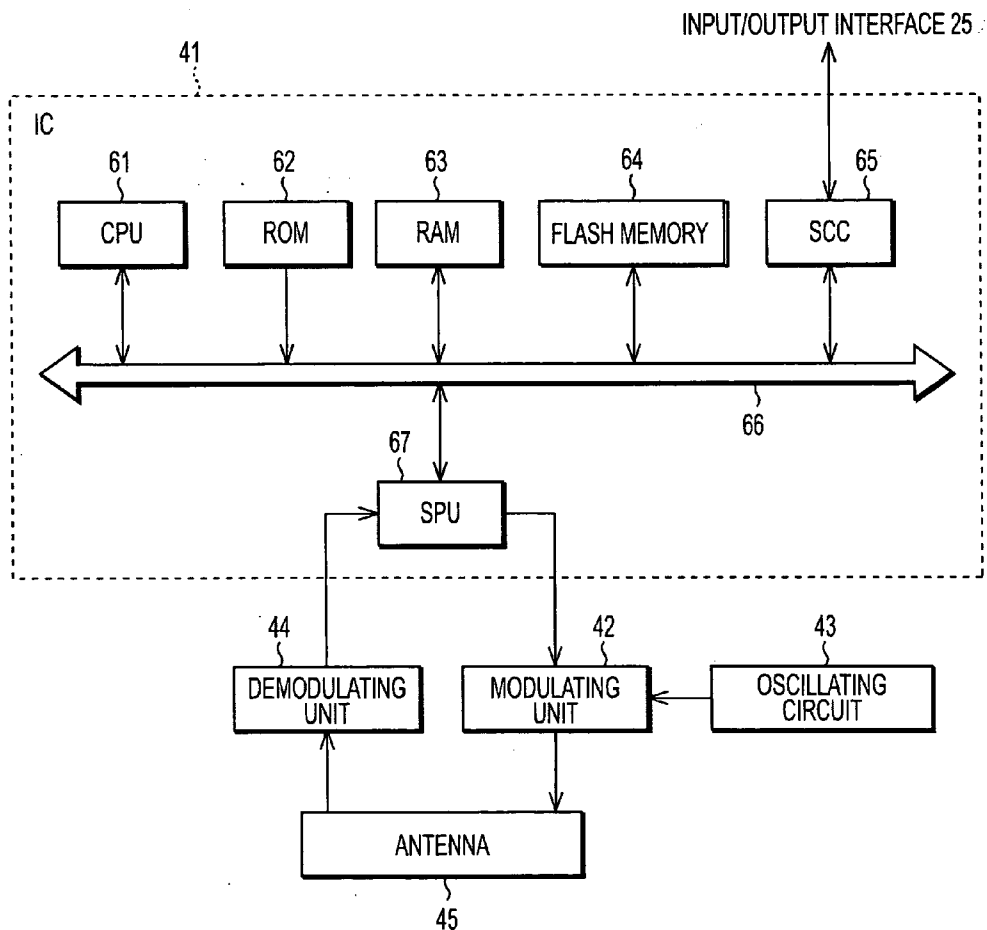 INPUT/OUTPUT INTERFACE 25
41
IC
61
62
63
64
65
CPU
ROM
RAM
FLASH MEMORY
SCC
66
67
SPU
44
42
43
DEMODULATING
UNIT
MODULATING
UNIT
OSCILLATING
CIRCUIT
ANTENNA
45